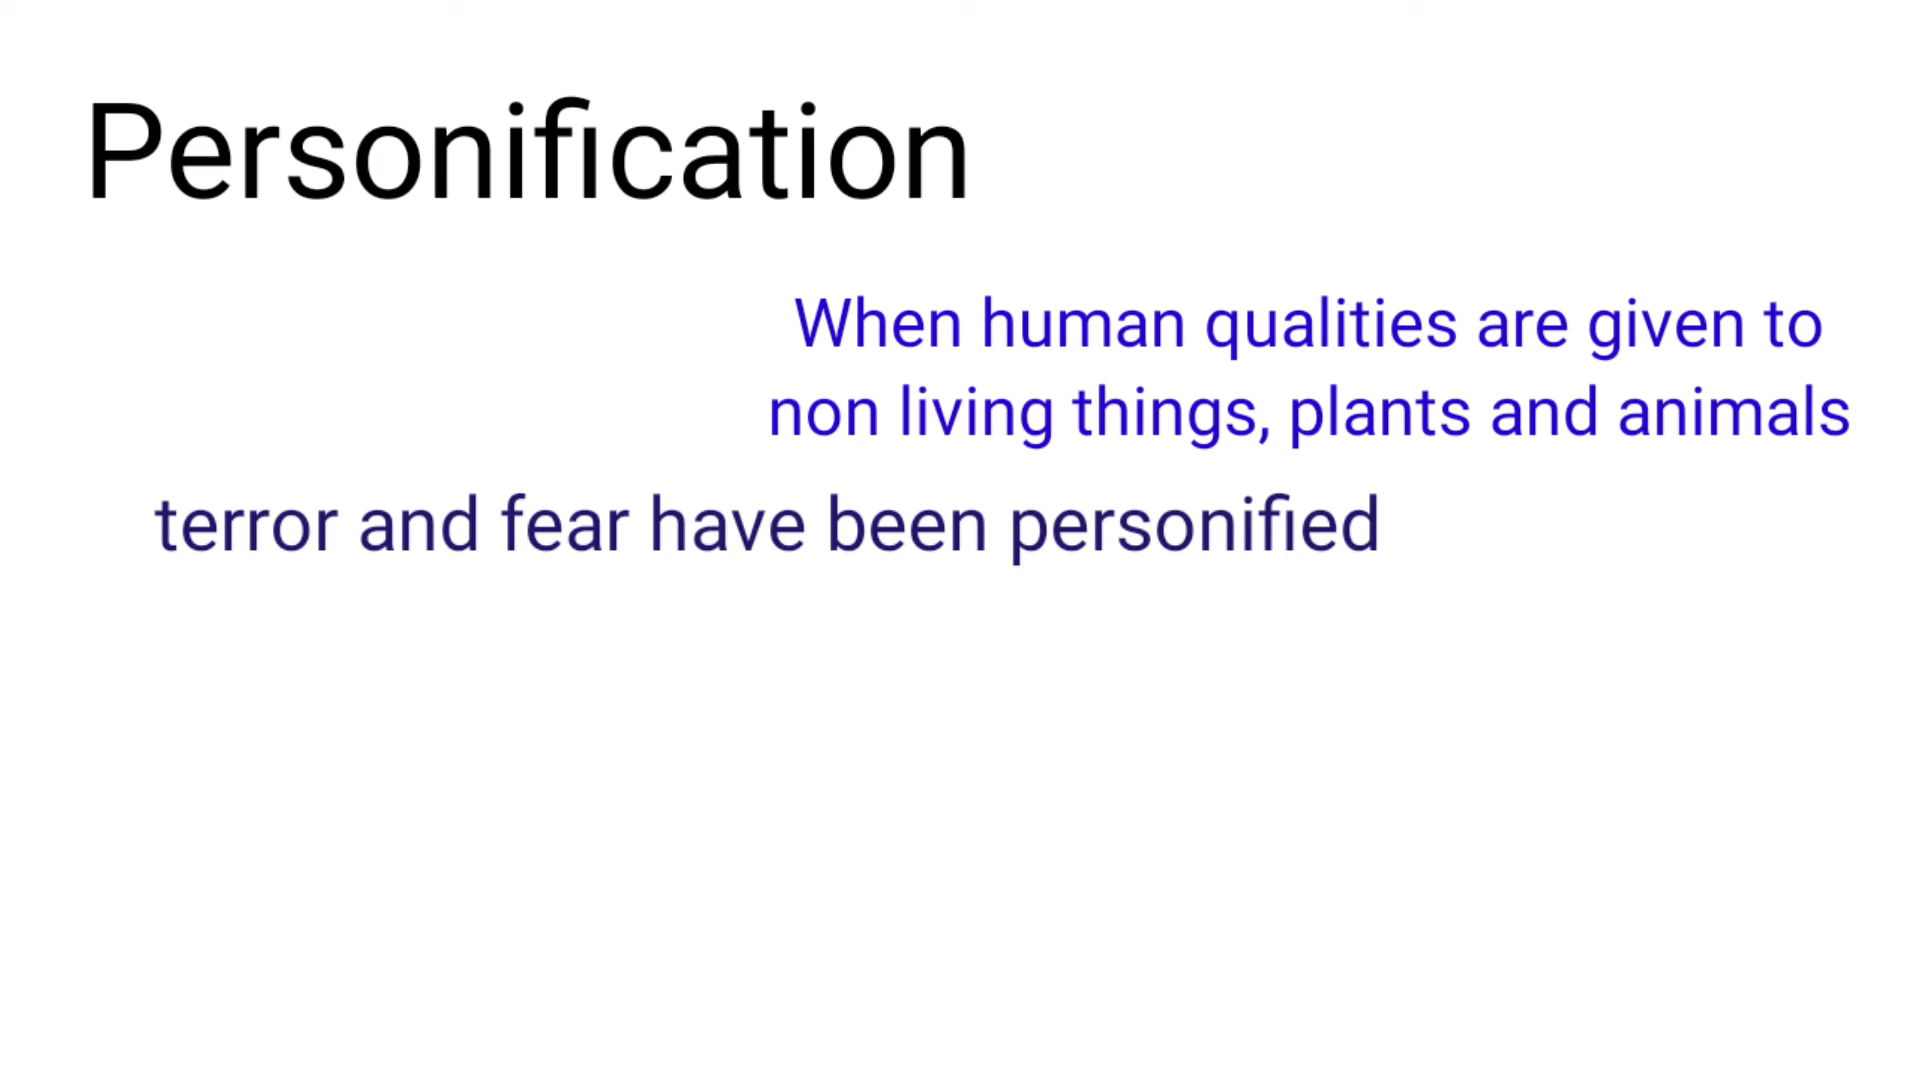 Personification
When human qualities are given to
non living things, plants and animals
terror and fear have been personified